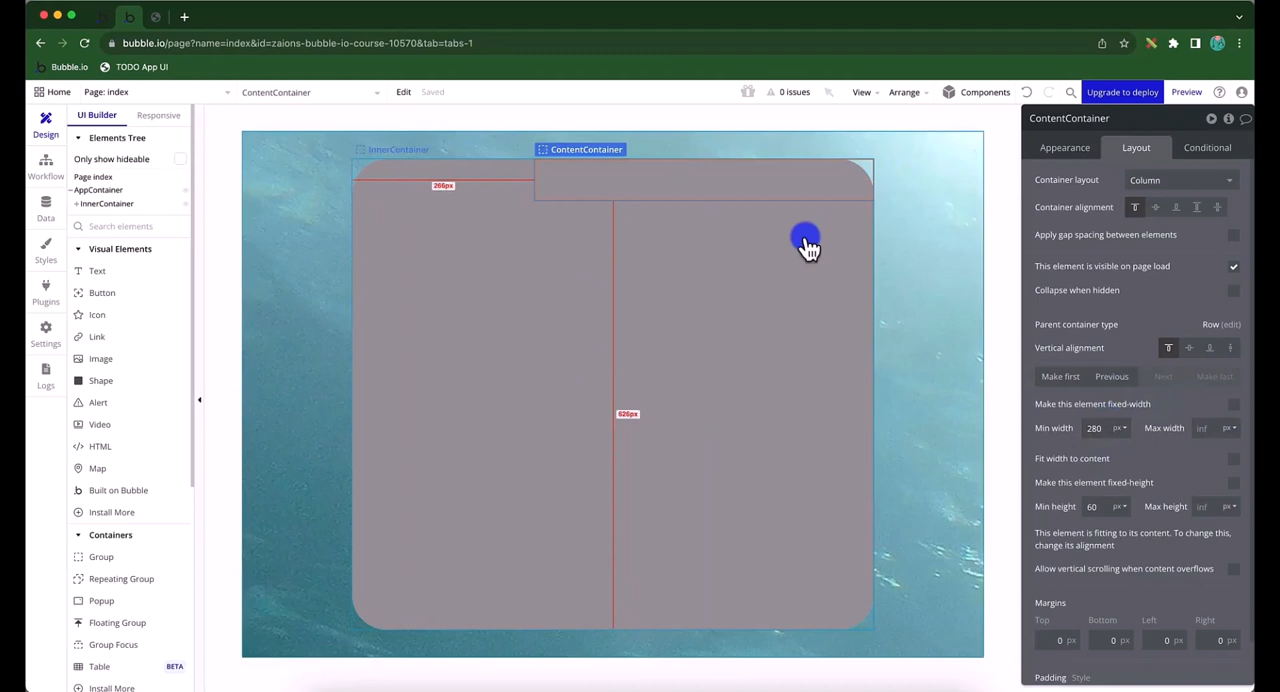 bubble.io/page?name=index&id=zaions-bubble-io-course-10570&tab=tabs-1
Bubble.io TODO App UI
Home Page: index ContentContainer Edit Saved 0 issues View Arrange Components Upgrade to deploy Preview
Design
Workflow
Data
Styles
Plugins
Settings
Logs
UI Builder Responsive
Elements Tree
Only show hideable
Page index
AppContainer
InnerContainer
Search elements
Visual Elements
Text
Button
Icon
Link
Image
Shape
Alert
Video
HTML
Map
Built on Bubble
Install More
Containers
Group
Repeating Group
Popup
Floating Group
Group Focus
Table BETA
Install More
InnerContainer ContentContainer
266px
626px
ContentContainer
Appearance Layout Conditional
Container layout Column
Container alignment
Apply gap spacing between elements
This element is visible on page load
Collapse when hidden
Parent container type Row (edit)
Vertical alignment
Make first Previous Next Make last
Make this element fixed-width
Min width 280 px Max width inf px
Fit width to content
Make this element fixed-height
Min height 60 px Max height inf px
This element is fitting to its content. To change this,
change its alignment
Allow vertical scrolling when content overflows
Margins
Top Bottom Left Right
0 px 0 px 0 px 0 px
Padding Style